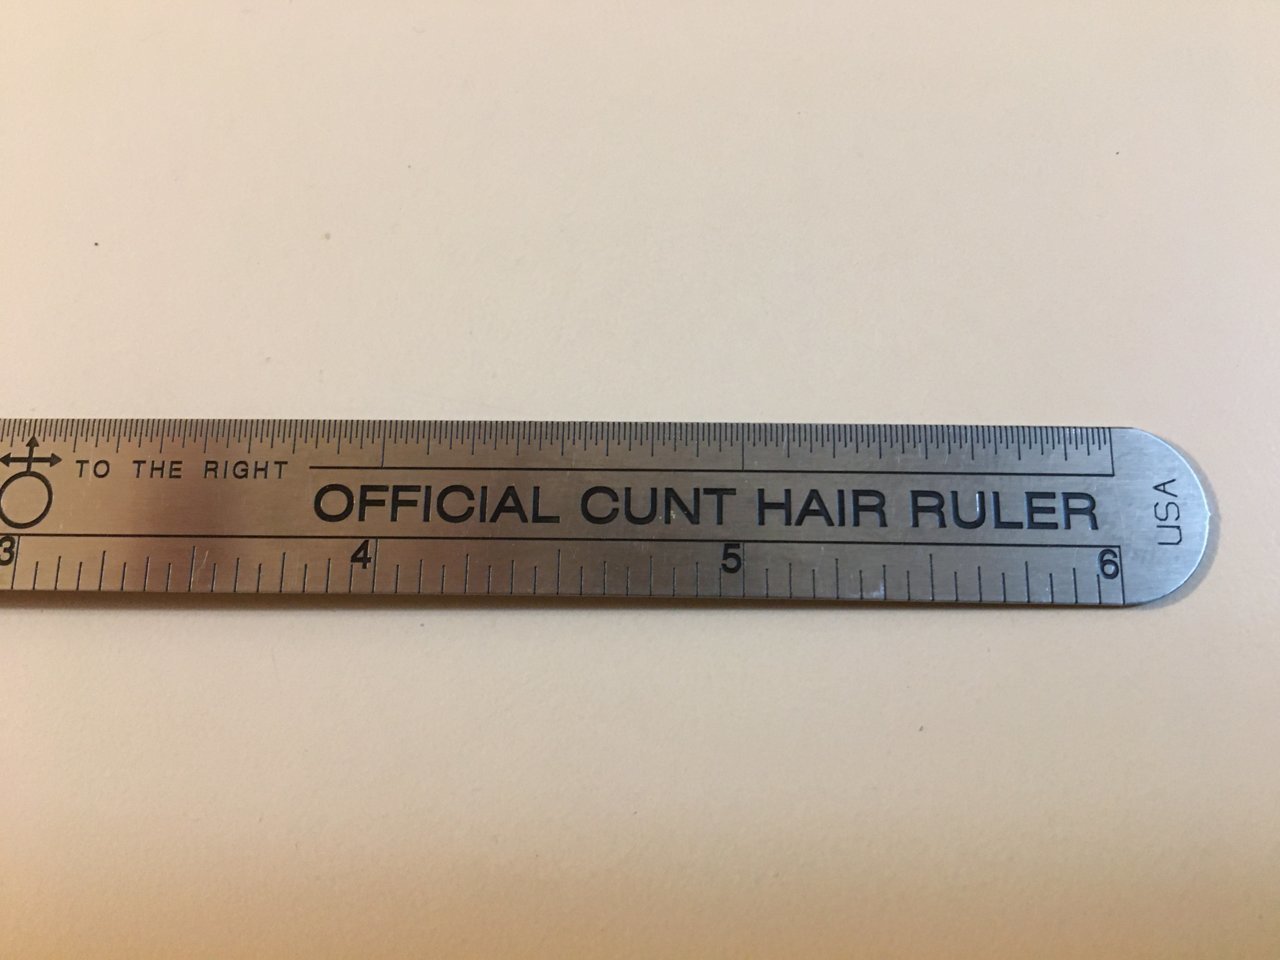 TO THE RIGHT
OFFICIAL CUNT HAIR RULER
USA
3 4 5 6